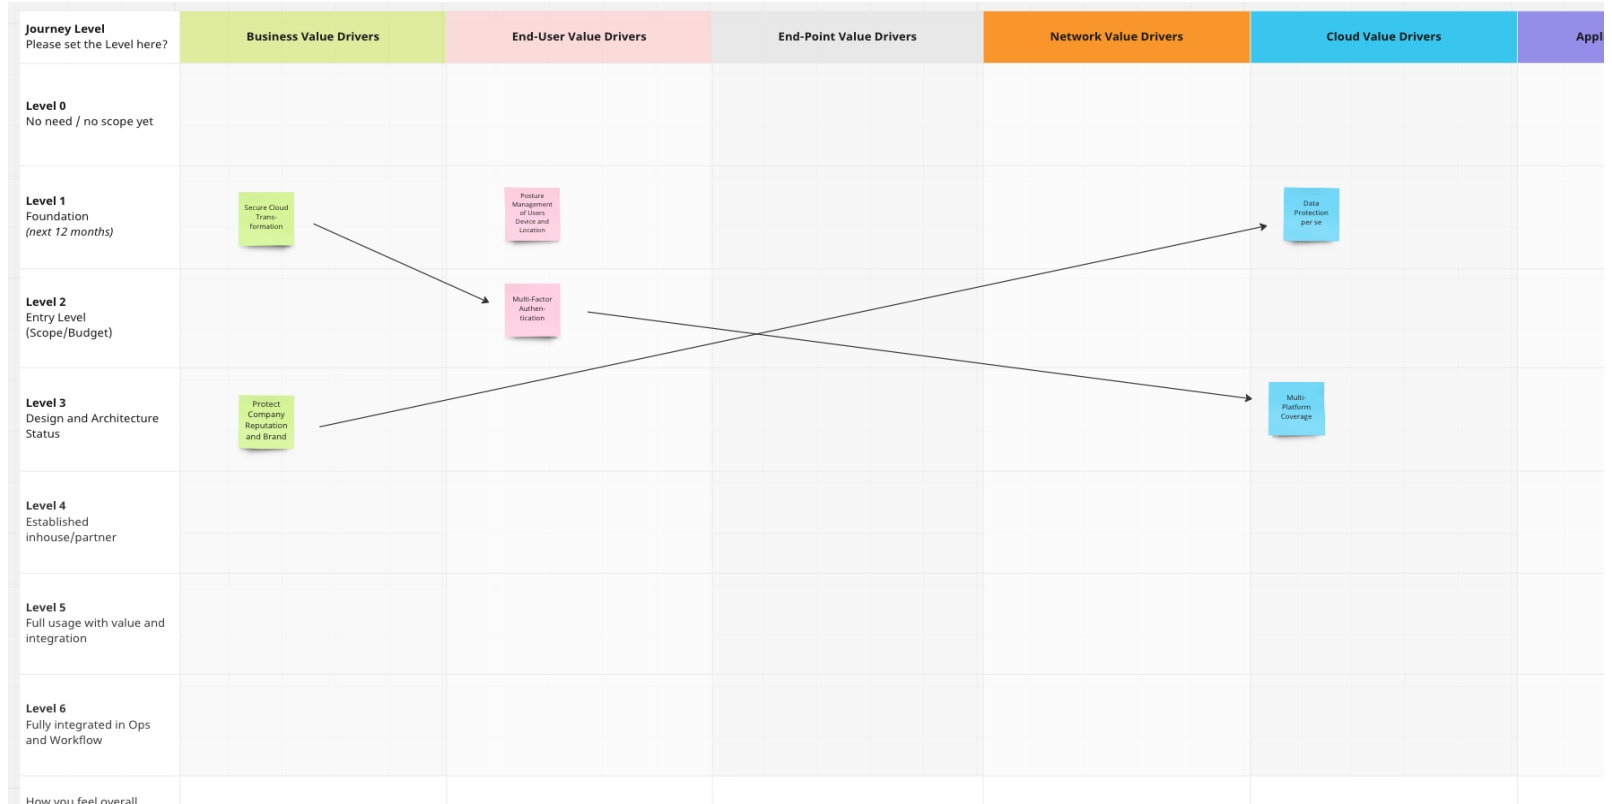 Journey Level
Please set the Level here?
Business Value Drivers
End-User Value Drivers
End-Point Value Drivers
Network Value Drivers
Cloud Value Drivers
Appl
Level 0
No need / no scope yet
Level 1
Foundation
(next 12 months)
Secure Cloud
Trans-
formation
Posture
Management
of Users
Device and
Location
Data
Protection
per se
Level 2
Entry Level
(Scope/Budget)
Multi-Factor
Authen-
tication
Level 3
Design and Architecture
Status
Protect
Company
Reputation
and Brand
Multi-
Platform
Coverage
Level 4
Established
inhouse/partner
Level 5
Full usage with value and
integration
Level 6
Fully integrated in Ops
and Workflow
How you feel overall